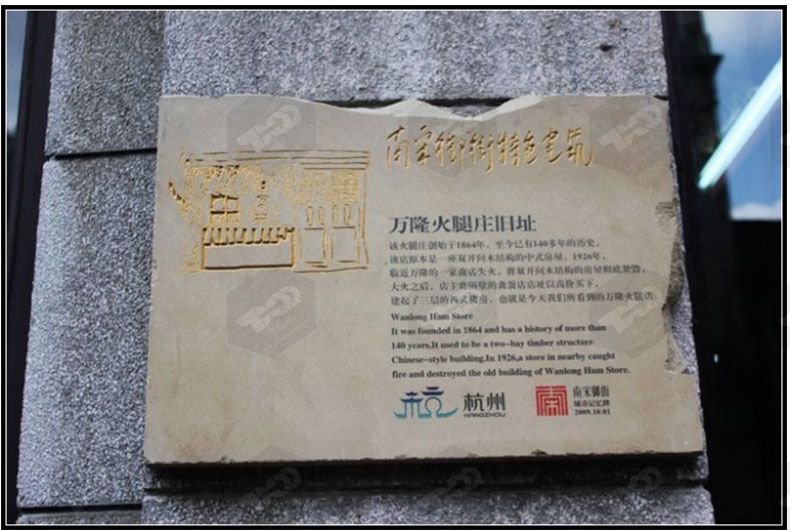 南宋御街特色建筑
万隆火腿庄旧址
该火腿庄创始于1864年，至今已有140多年的历史。
该店原本是一座双开间木结构的中式房屋，1926年，
临近万隆的一家商店失火，将双开间木结构的房屋彻底焚毁。
大火之后，店主将隔壁的禽蛋店店址以高价买下，
建起了三层的西式楼房，也就是今天我们所看到的万隆火腿店。
Wanlong Ham Store
It was founded in 1864 and has a history of more than
140 years.It used to be a two-bay timber structure
Chinese-style building.In 1926,a store in nearby caught
fire and destroyed the old building of Wanlong Ham Store.
杭州
HANGZHOU
南宋御街
城市记忆牌
2009.10.01